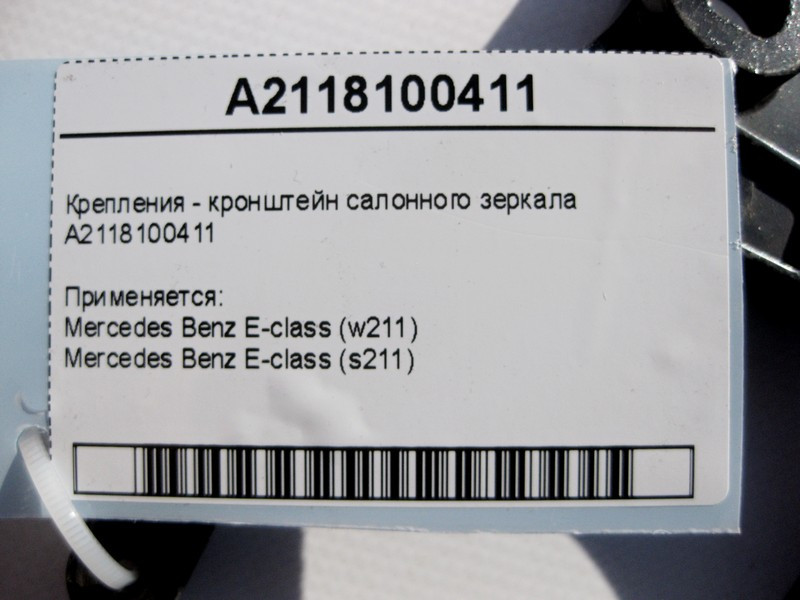 A2118100411
Крепления - кронштейн салонного зеркала
A2118100411
Применяется:
Mercedes Benz E-class (w211)
Mercedes Benz E-class (s211)